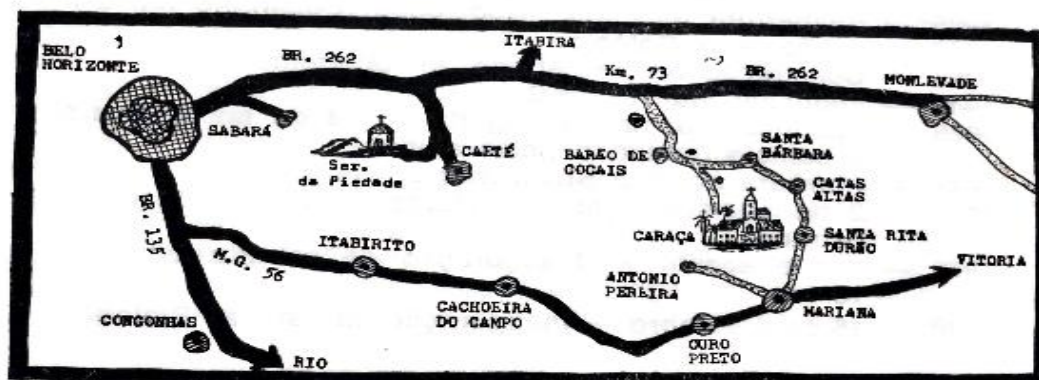 BELO
HORIZONTE
BR. 262
ITABIRA
Km. 73
BR. 262
MONLEVADE
SABARÁ
Ser.
da Piedade
CAETÉ
BARÃO DE
COCAIS
SANTA
BÁRBARA
CATAS
ALTAS
CARAÇA
SANTA RITA
DURÃO
BR. 135
M.G. 56
ITABIRITO
ANTONIO
PEREIRA
VITORIA
CACHOEIRA
DO CAMPO
MARIANA
CONGONHAS
OURO
PRETO
RIO